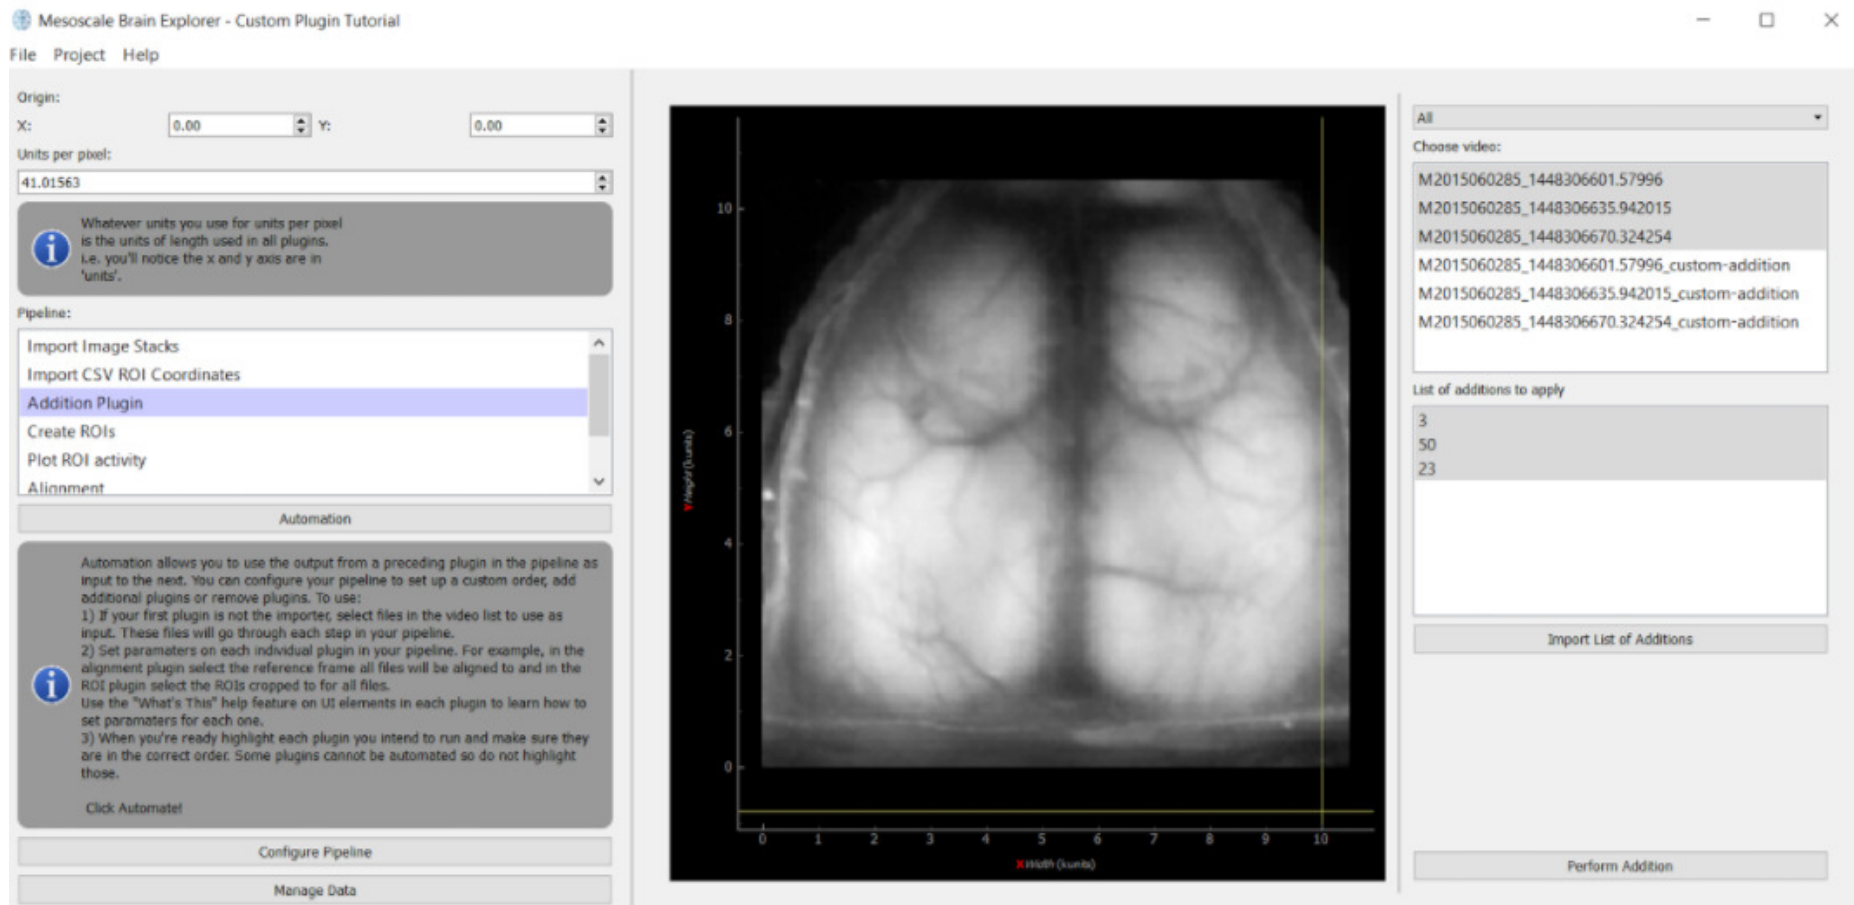 Mesoscale Brain Explorer - Custom Plugin Tutorial
File Project Help
Origin:
X: 0.00 Y: 0.00
Units per pixel:
41.01563
Whatever units you use for units per pixel
is the units of length used in all plugins.
i.e. you'll notice the x and y axis are in
'units'.
Pipeline:
Import Image Stacks
Import CSV ROI Coordinates
Addition Plugin
Create ROIs
Plot ROI activity
Alignment
Automation
Automation allows you to use the output from a preceding plugin in the pipeline as
input to the next. You can configure your pipeline to set up a custom order, add
additional plugins or remove plugins. To use:
1) If your first plugin is not the importer, select files in the video list to use as
input. These files will go through each step in your pipeline.
2) Set paramaters on each individual plugin in your pipeline. For example, in the
alignment plugin select the reference frame all files will be aligned to and in the
ROI plugin select the ROIs cropped to for all files.
Use the "What's This" help feature on UI elements in each plugin to learn how to
set paramaters for each one.
3) When you're ready highlight each plugin you intend to run and make sure they
are in the correct order. Some plugins cannot be automated so do not highlight
those.
Click Automate!
Configure Pipeline
Manage Data
10
8
6
4
2
0
Y Height (kunits)
0 1 2 3 4 5 6 7 8 9 10
X Width (kunits)
All
Choose video:
M2015060285_1448306601.57996
M2015060285_1448306635.942015
M2015060285_1448306670.324254
M2015060285_1448306601.57996_custom-addition
M2015060285_1448306635.942015_custom-addition
M2015060285_1448306670.324254_custom-addition
List of additions to apply
3
50
23
Import List of Additions
Perform Addition